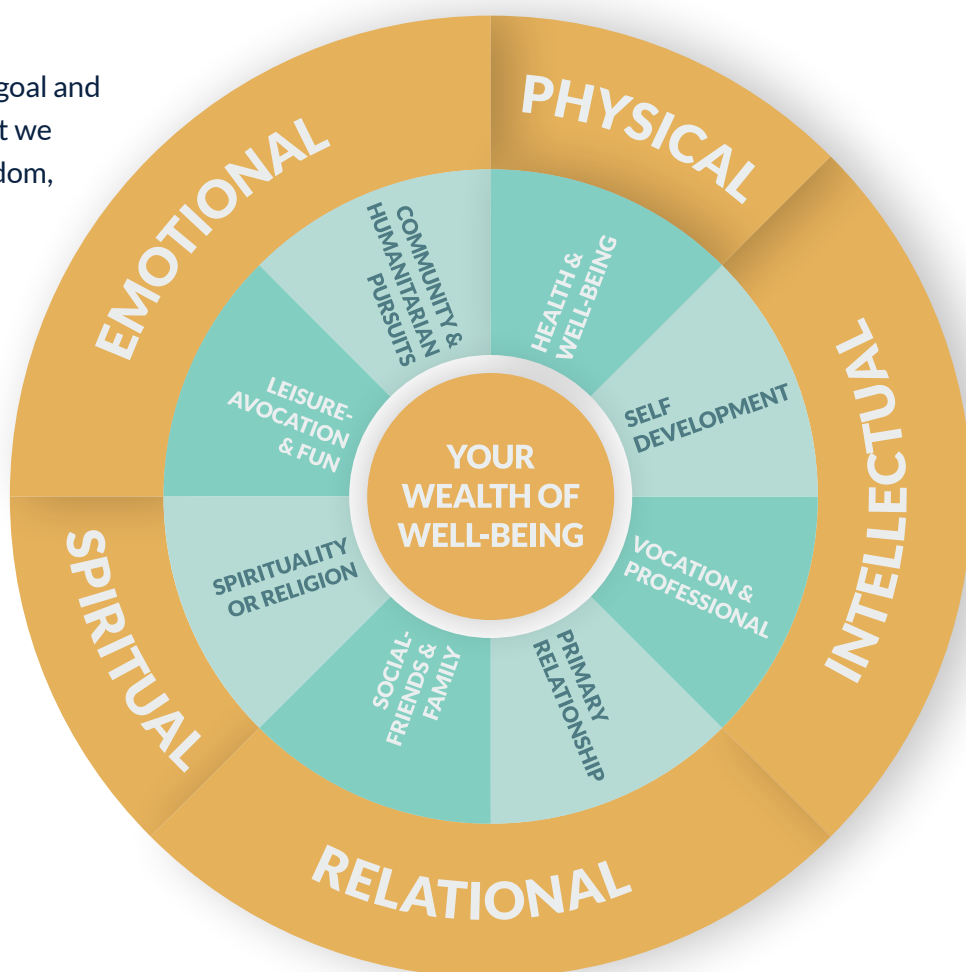 goal and
t we
dom,
EMOTIONAL
PHYSICAL
INTELLECTUAL
RELATIONAL
SPIRITUAL
COMMUNITY &
HUMANITARIAN
PURSUITS
HEALTH &
WELL-BEING
SELF
DEVELOPMENT
VOCATION &
PROFESSIONAL
PRIMARY
RELATIONSHIP
SOCIAL-
FRIENDS &
FAMILY
SPIRITUALITY
OR RELIGION
LEISURE-
AVOCATION
& FUN
YOUR
WEALTH OF
WELL-BEING